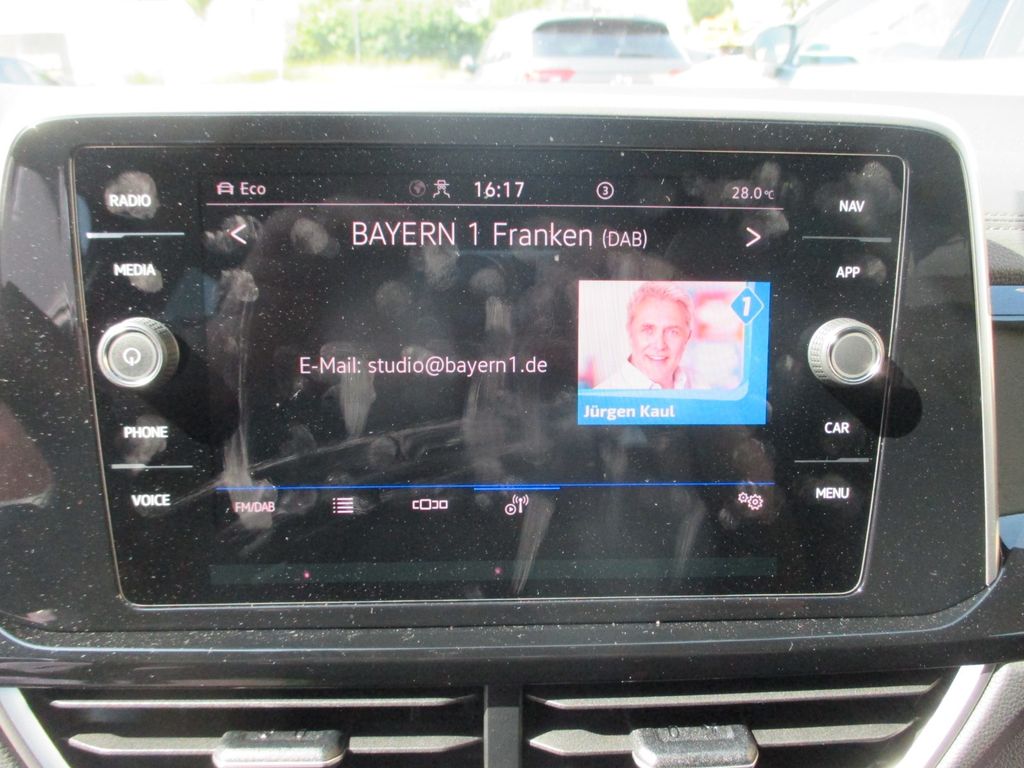 RADIO
MEDIA
PHONE
VOICE
Eco
16:17
3
28.0°C
< BAYERN 1 Franken (DAB) >
E-Mail: studio@bayern1.de
1
Jürgen Kaul
FM/DAB
NAV
APP
CAR
MENU